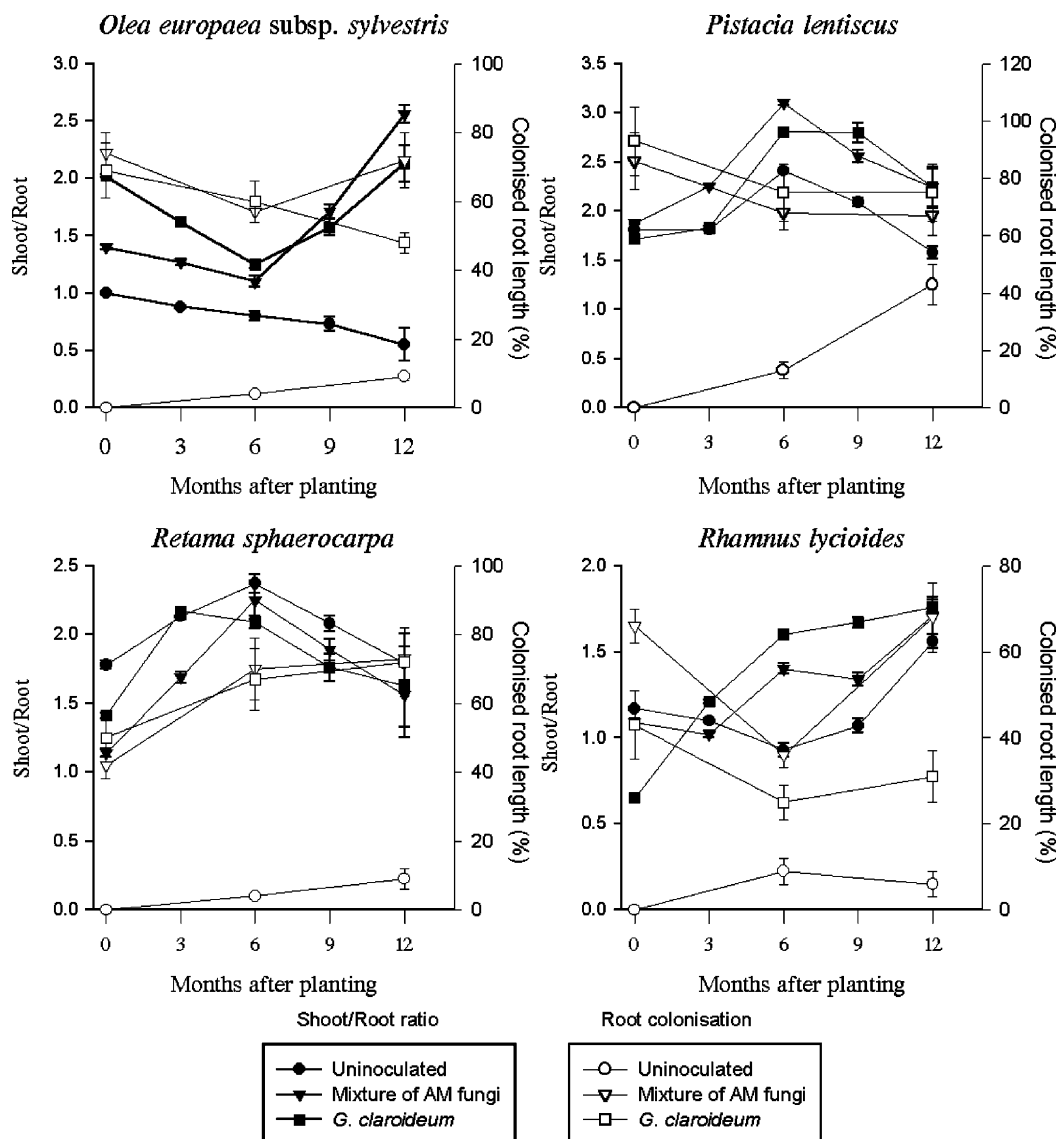 Olea europaea subsp. sylvestris
Pistacia lentiscus
3.0
2.5
2.0
1.5
1.0
0.5
0.0
Shoot/Root
100
80
60
40
20
0
Colonised root length (%)
0 3 6 9 12
Months after planting
3.5
3.0
2.5
2.0
1.5
1.0
0.5
0.0
Shoot/Root
120
100
80
60
40
20
0
Colonised root length (%)
0 3 6 9 12
Months after planting
Retama sphaerocarpa
Rhamnus lycioides
2.5
2.0
1.5
1.0
0.5
0.0
Shoot/Root
100
80
60
40
20
0
Colonised root length (%)
0 3 6 9 12
Months after planting
2.0
1.5
1.0
0.5
0.0
Shoot/Root
80
60
40
20
0
Colonised root length (%)
0 3 6 9 12
Months after planting
Shoot/Root ratio
Uninoculated
Mixture of AM fungi
G. claroideum
Root colonisation
Uninoculated
Mixture of AM fungi
G. claroideum